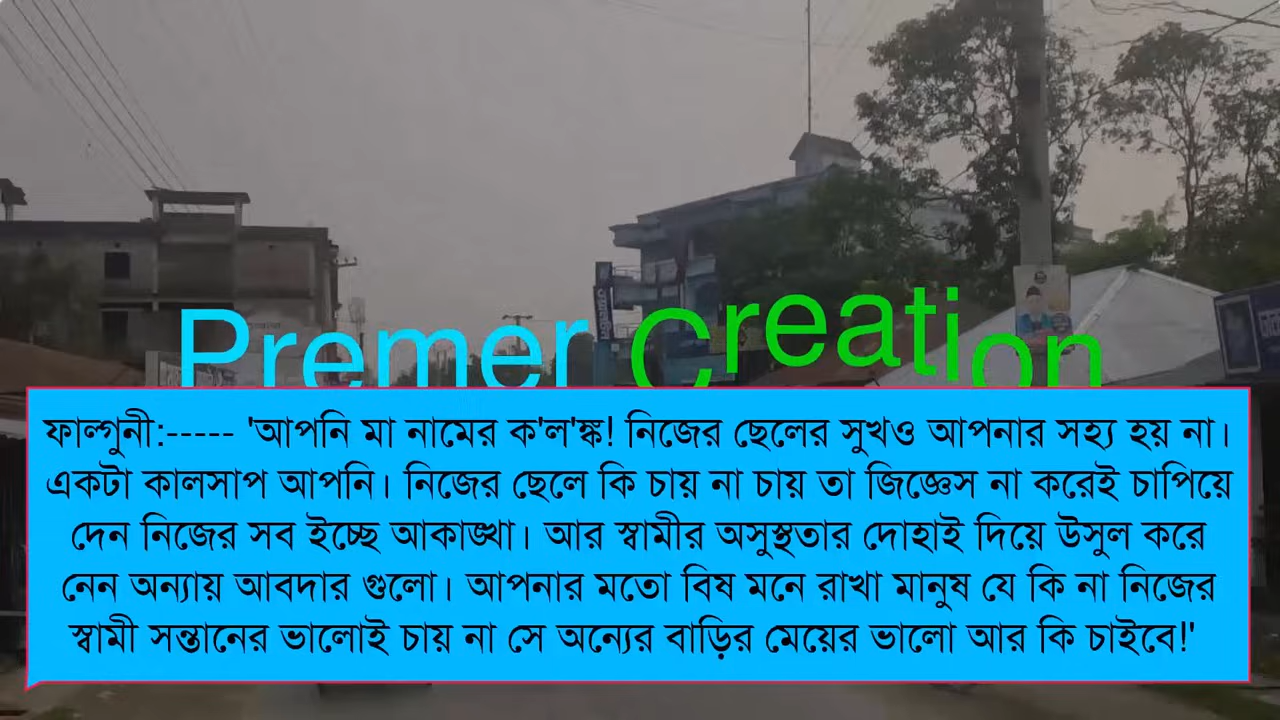 Premer Creation
ফাল্গুনী:----- 'আপনি মা নামের ক'ল'ঙ্ক! নিজের ছেলের সুখও আপনার সহ্য হয় না।
একটা কালসাপ আপনি। নিজের ছেলে কি চায় না চায় তা জিজ্ঞেস না করেই চাপিয়ে
দেন নিজের সব ইচ্ছে আকাঙ্খা। আর স্বামীর অসুস্থতার দোহাই দিয়ে উসুল করে
নেন অন্যায় আবদার গুলো। আপনার মতো বিষ মনে রাখা মানুষ যে কি না নিজের
স্বামী সন্তানের ভালোই চায় না সে অন্যের বাড়ির মেয়ের ভালো আর কি চাইবে!'